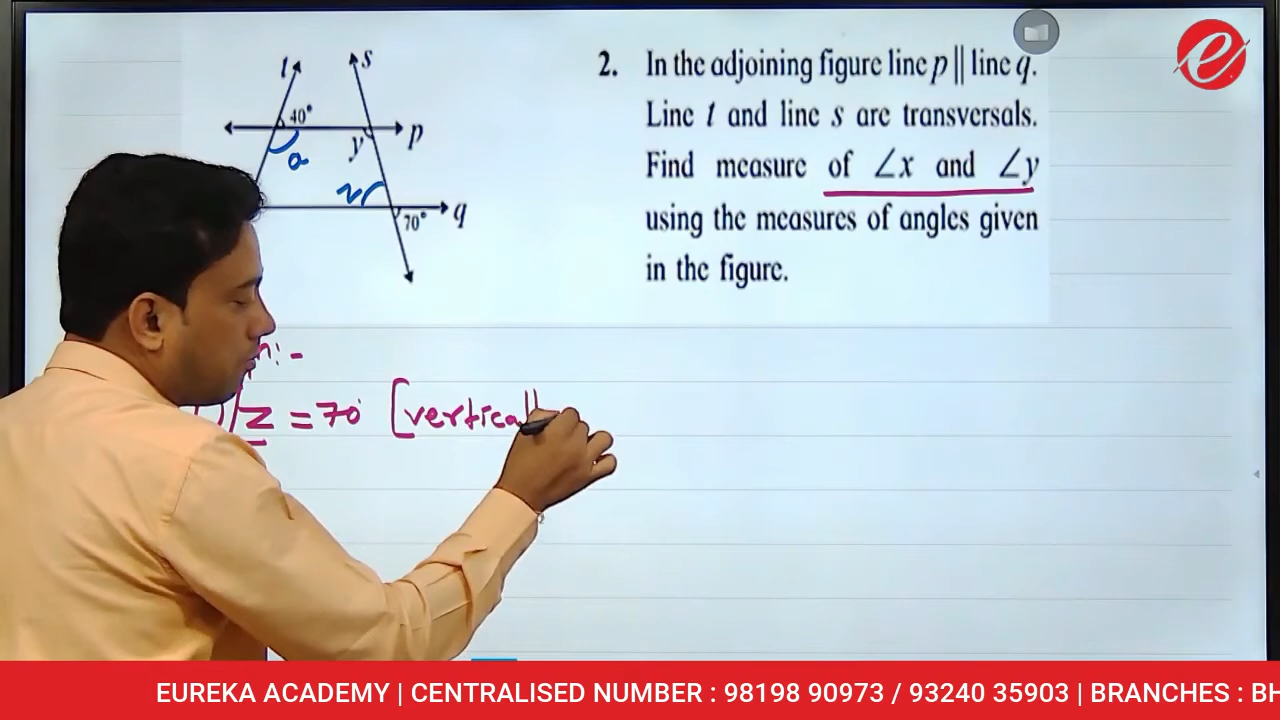 t
s
40°
p
y
a
z
q
70°
2. In the adjoining figure line p || line q.
Line t and line s are transversals.
Find measure of ∠x and ∠y
using the measures of angles given
in the figure.
n:-
∠z = 70° [vertical
EUREKA ACADEMY | CENTRALISED NUMBER : 98198 90973 / 93240 35903 | BRANCHES : BH